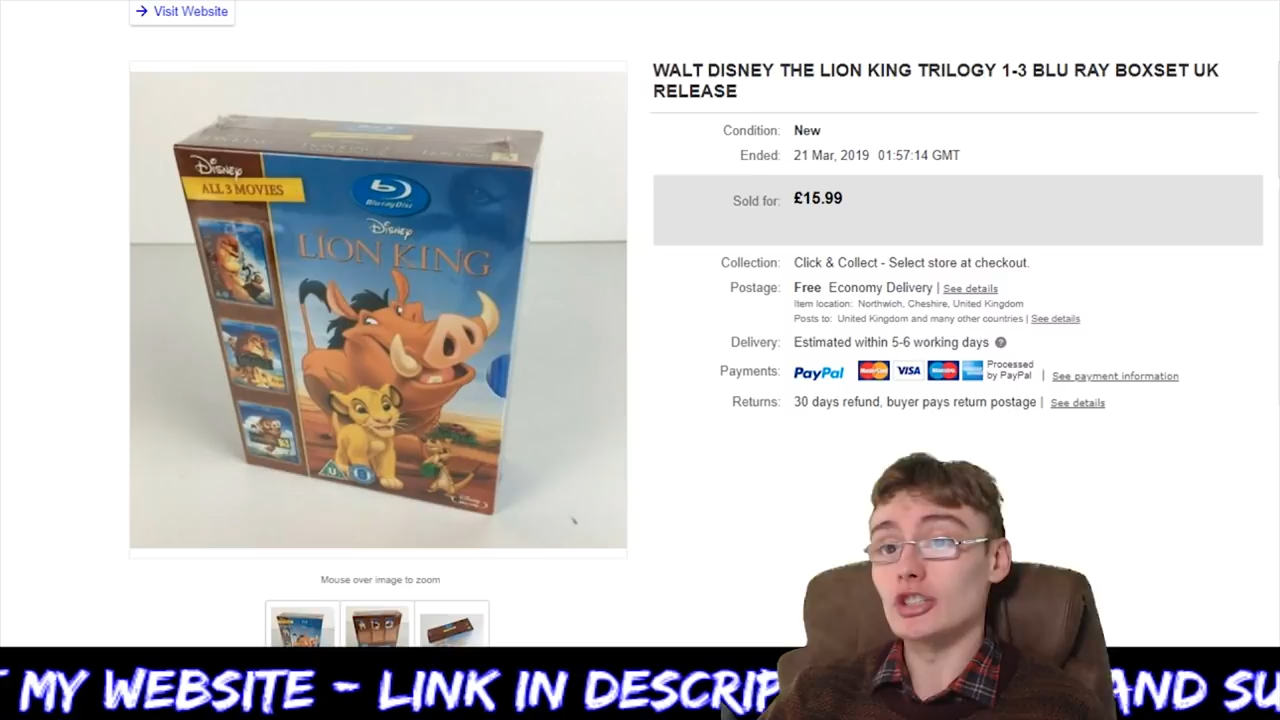 Visit Website
WALT DISNEY THE LION KING TRILOGY 1-3 BLU RAY BOXSET UK
RELEASE
Condition: New
Ended: 21 Mar, 2019 01:57:14 GMT
Sold for: £15.99
Collection: Click & Collect - Select store at checkout.
Postage: Free Economy Delivery | See details
Item location: Northwich, Cheshire, United Kingdom
Posts to: United Kingdom and many other countries | See details
Delivery: Estimated within 5-6 working days
Payments: PayPal MasterCard VISA Maestro Processed
by PayPal | See payment information
Returns: 30 days refund, buyer pays return postage | See details
Disney
ALL 3 MOVIES
Blu-ray Disc
Disney
LION KING
U
Mouse over image to zoom
T MY WEBSITE - LINK IN DESCRIP AND SU